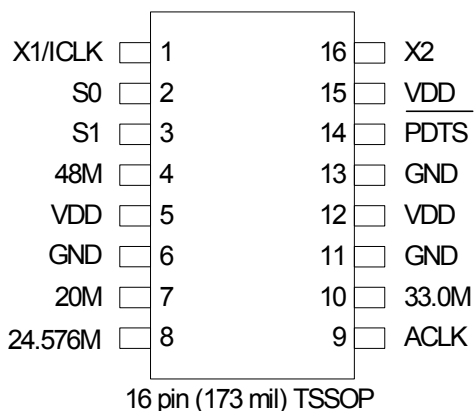 X1/ICLK 1 16 X2
S0 2 15 VDD
S1 3 14 PDTS
48M 4 13 GND
VDD 5 12 VDD
GND 6 11 GND
20M 7 10 33.0M
24.576M 8 9 ACLK
16 pin (173 mil) TSSOP